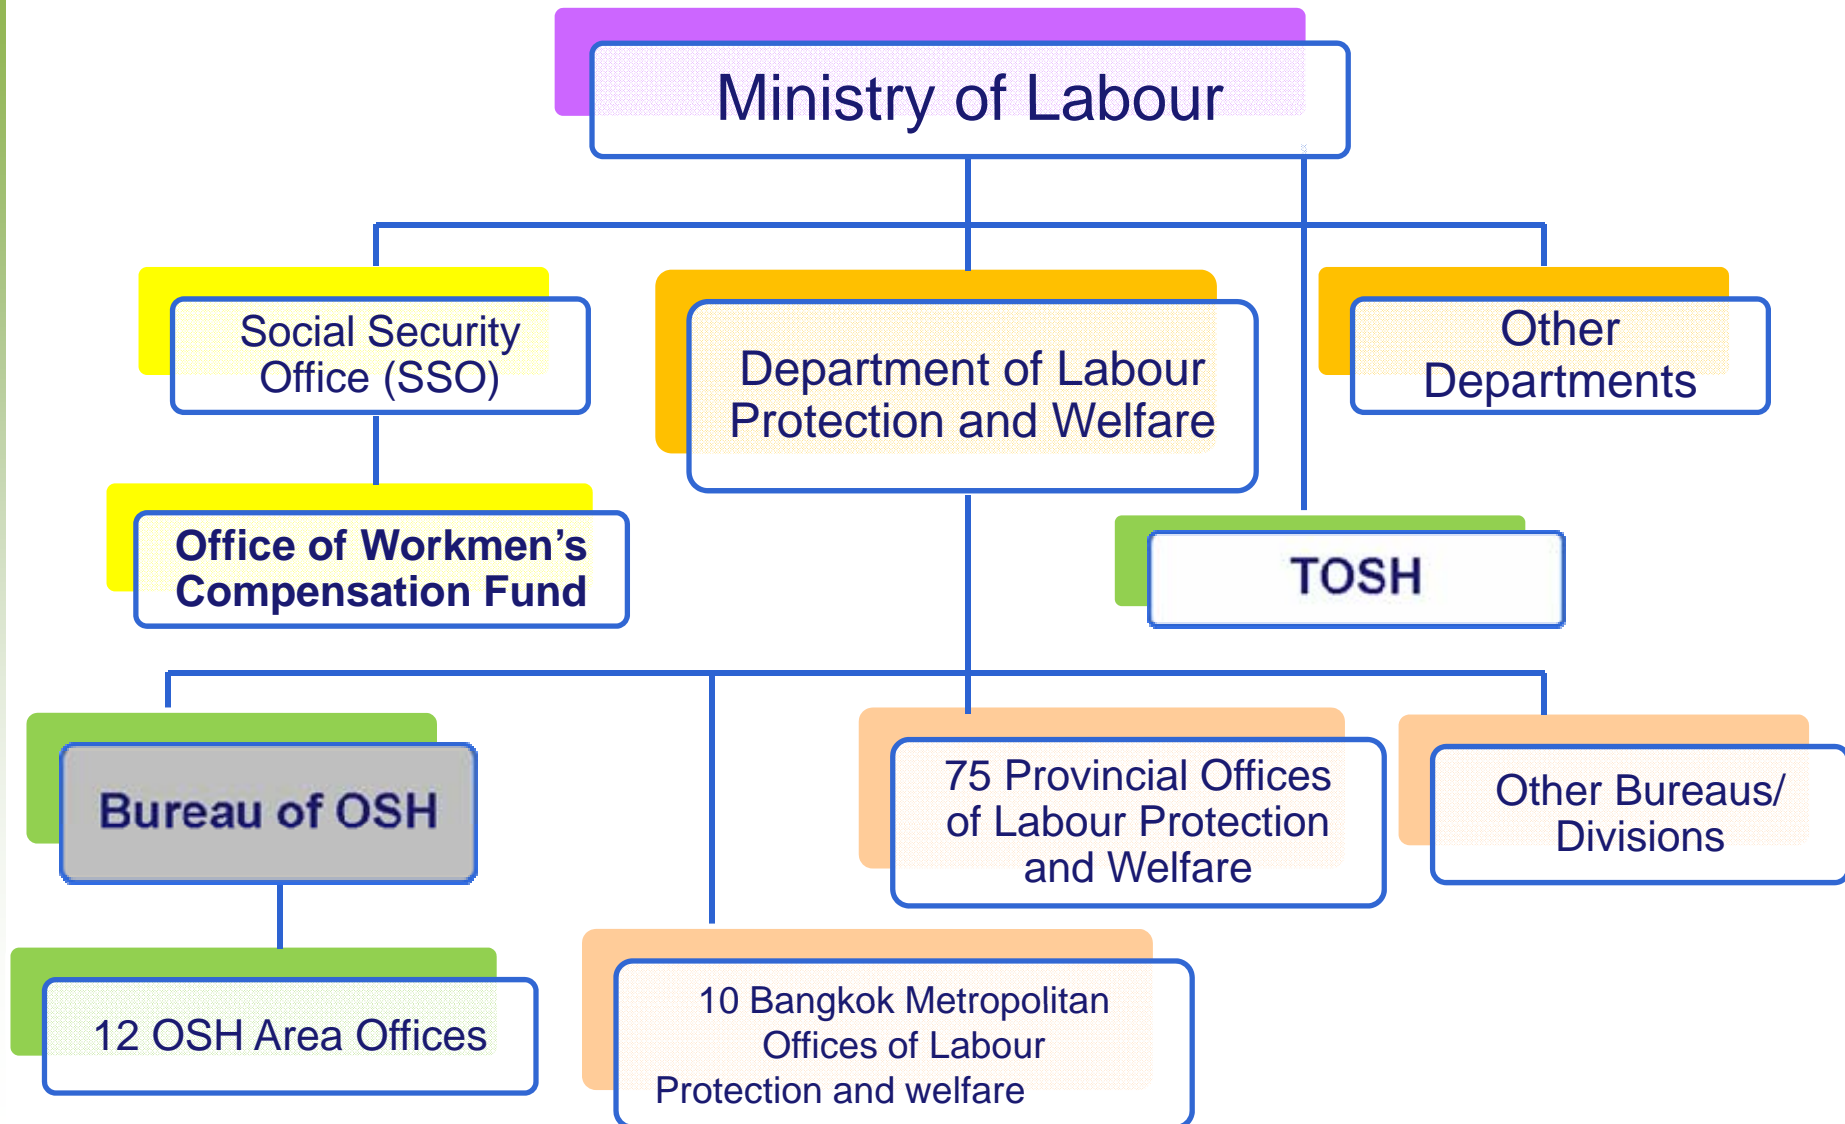 Ministry of Labour
Social Security
Office (SSO)
Department of Labour
Protection and Welfare
Other
Departments
Office of Workmen’s
Compensation Fund
TOSH
Bureau of OSH
75 Provincial Offices
of Labour Protection
and Welfare
Other Bureaus/
Divisions
12 OSH Area Offices
10 Bangkok Metropolitan
Offices of Labour
Protection and welfare